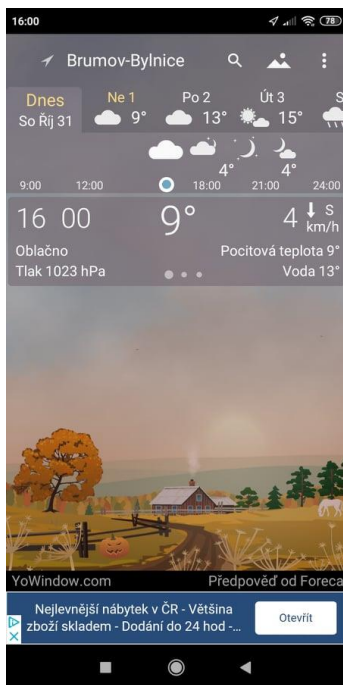 16:00
78
Brumov-Bylnice
Dnes
So Říj 31
Ne 1
9°
Po 2
13°
Út 3
15°
S
4°
4°
9:00 12:00 18:00 21:00 24:00
16 00 9° 4 S km/h
Oblačno
Pocitová teplota 9°
Tlak 1023 hPa
Voda 13°
YoWindow.com
Předpověď od Foreca
Nejlevnější nábytek v ČR - Většina
zboží skladem - Dodání do 24 hod -...
Otevřít